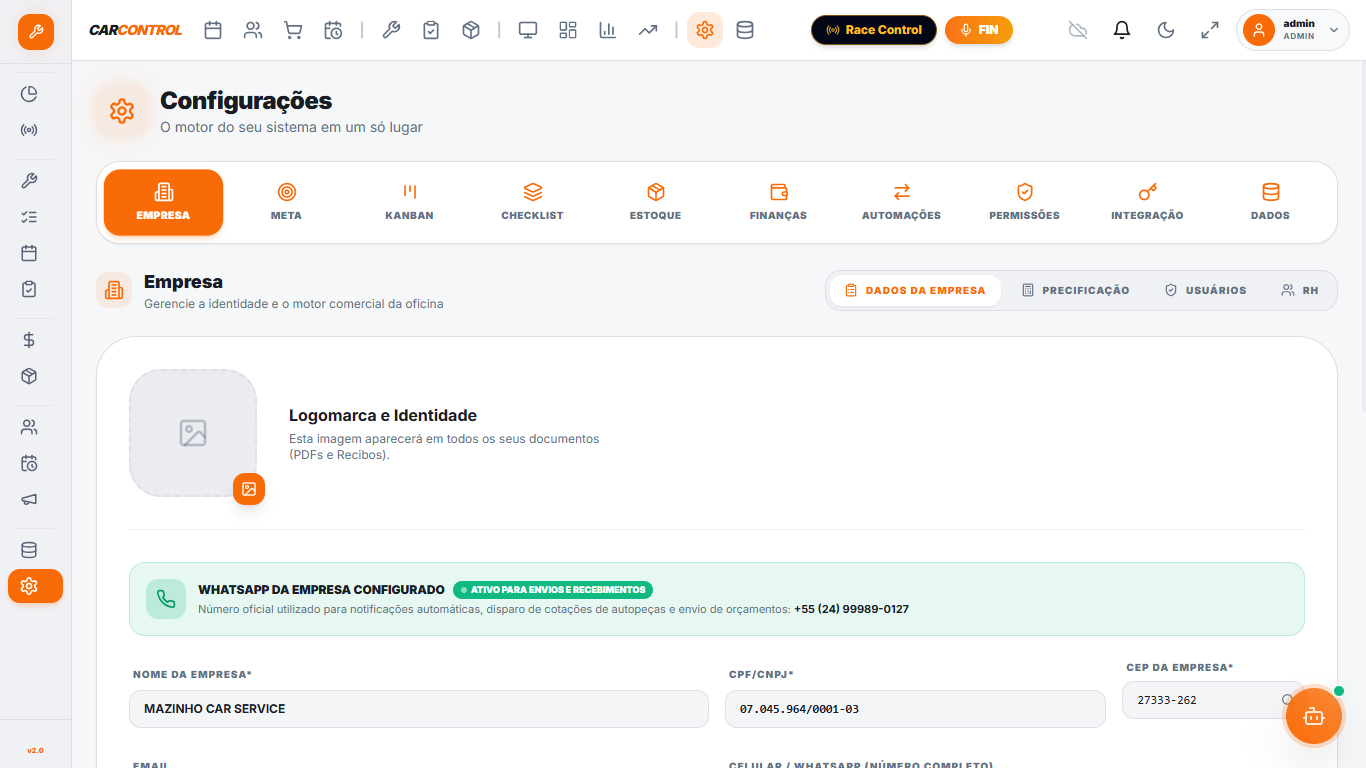 CARCONTROL
Race Control
FIN
admin
ADMIN
Configurações
O motor do seu sistema em um só lugar
EMPRESA
META
KANBAN
CHECKLIST
ESTOQUE
FINANÇAS
AUTOMAÇÕES
PERMISSÕES
INTEGRAÇÃO
DADOS
Empresa
Gerencie a identidade e o motor comercial da oficina
DADOS DA EMPRESA
PRECIFICAÇÃO
USUÁRIOS
RH
Logomarca e Identidade
Esta imagem aparecerá em todos os seus documentos
(PDFs e Recibos).
WHATSAPP DA EMPRESA CONFIGURADO
ATIVO PARA ENVIOS E RECEBIMENTOS
Número oficial utilizado para notificações automáticas, disparo de cotações de autopeças e envio de orçamentos: +55 (24) 99989-0127
NOME DA EMPRESA*
CPF/CNPJ*
CEP DA EMPRESA*
MAZINHO CAR SERVICE
07.045.964/0001-03
27333-262
v2.0
EMAIL
CELULAR / WHATSAPP (NÚMERO COMPLETO)